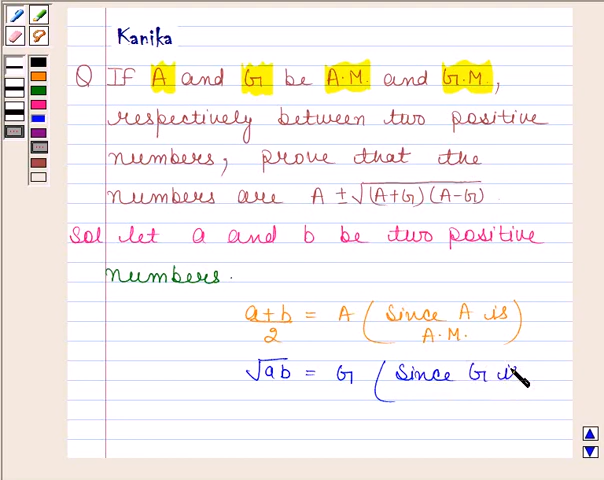 Kanika
Q If A and G be A.M. and G.M.,
respectively between two positive
numbers, prove that the
numbers are A ± √(A+G)(A-G)
Sol let a and b be two positive
numbers.
a+b/2 = A (Since A is A.M.)
√ab = G (Since G is